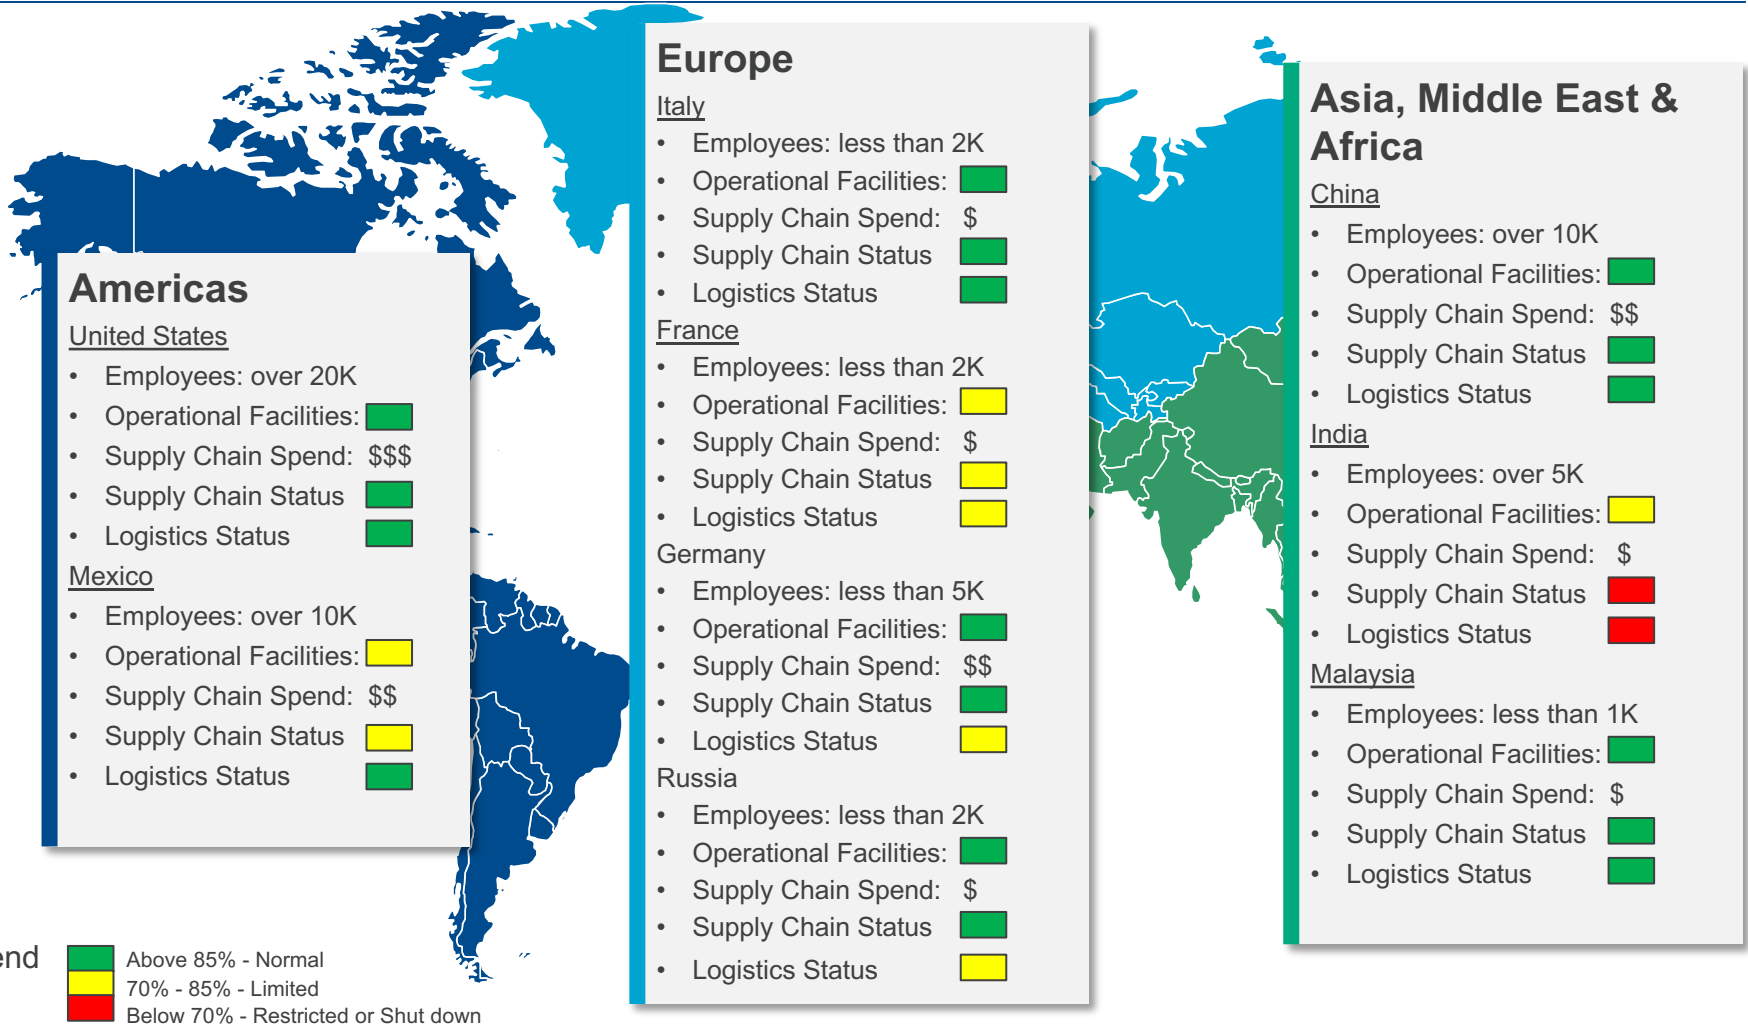 Americas
United States
• Employees: over 20K
• Operational Facilities:
• Supply Chain Spend: $$$
• Supply Chain Status
• Logistics Status
Mexico
• Employees: over 10K
• Operational Facilities:
• Supply Chain Spend: $$
• Supply Chain Status
• Logistics Status
Europe
Italy
• Employees: less than 2K
• Operational Facilities:
• Supply Chain Spend: $
• Supply Chain Status
• Logistics Status
France
• Employees: less than 2K
• Operational Facilities:
• Supply Chain Spend: $
• Supply Chain Status
• Logistics Status
Germany
• Employees: less than 5K
• Operational Facilities:
• Supply Chain Spend: $$
• Supply Chain Status
• Logistics Status
Russia
• Employees: less than 2K
• Operational Facilities:
• Supply Chain Spend: $
• Supply Chain Status
• Logistics Status
Asia, Middle East &
Africa
China
• Employees: over 10K
• Operational Facilities:
• Supply Chain Spend: $$
• Supply Chain Status
• Logistics Status
India
• Employees: over 5K
• Operational Facilities:
• Supply Chain Spend: $
• Supply Chain Status
• Logistics Status
Malaysia
• Employees: less than 1K
• Operational Facilities:
• Supply Chain Spend: $
• Supply Chain Status
• Logistics Status
end
Above 85% - Normal
70% - 85% - Limited
Below 70% - Restricted or Shut down